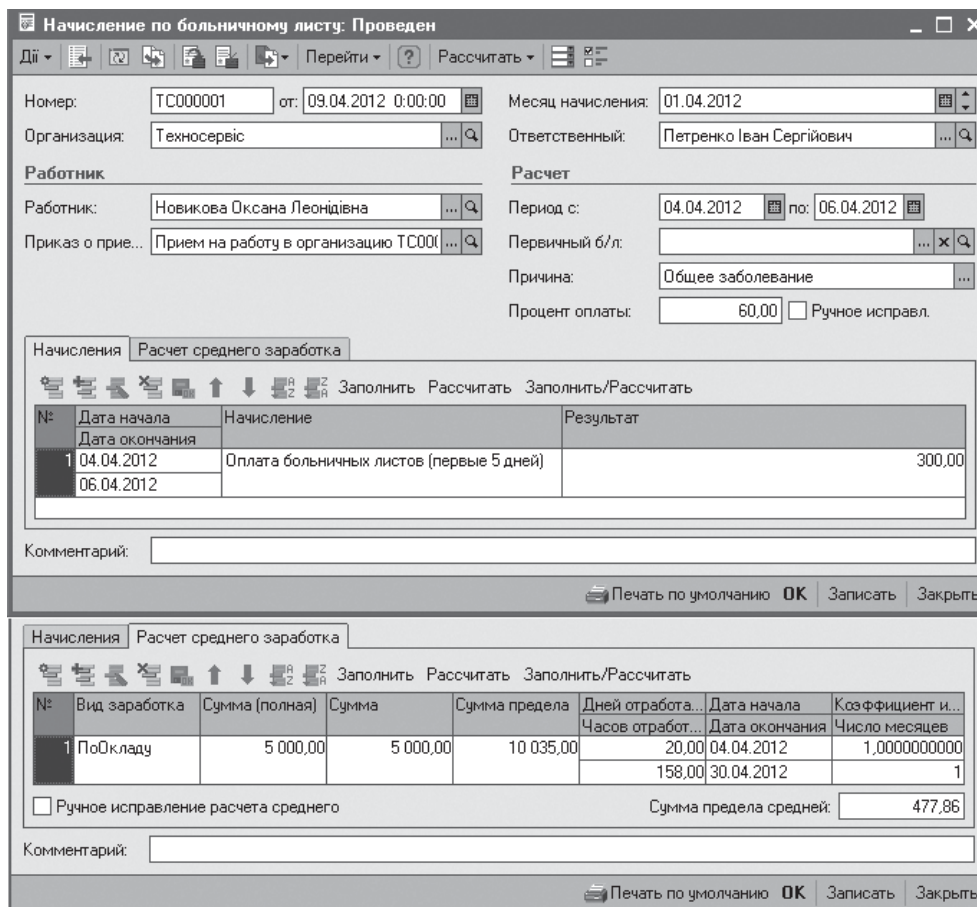 Начисление по больничному листу: Проведен
Дії Перейти ? Рассчитать
Номер: ТС000001 от: 09.04.2012 0:00:00 Месяц начисления: 01.04.2012
Организация: Техносервіс ... Ответственный: Петренко Іван Сергійович ...
Работник Расчет
Работник: Новикова Оксана Леонідівна ... Период с: 04.04.2012 по: 06.04.2012
Приказ о прие... Прием на работу в организацию ТС00( ... Первичный б/л: ... x
Причина: Общее заболевание ...
Процент оплаты: 60,00 Ручное исправл.
Начисления Расчет среднего заработка
Заполнить Рассчитать Заполнить/Рассчитать
№ Дата начала Начисление Результат
Дата окончания
1 04.04.2012 Оплата больничных листов (первые 5 дней) 300,00
06.04.2012
Комментарий:
Печать по умолчанию OK Записать Закрыть
Начисления Расчет среднего заработка
Заполнить Рассчитать Заполнить/Рассчитать
№ Вид заработка Сумма (полная) Сумма Сумма предела Дней отработа... Дата начала Коэффициент и...
Часов отработ... Дата окончания Число месяцев
1 ПоОкладу 5 000,00 5 000,00 10 035,00 20,00 04.04.2012 1,0000000000
158,00 30.04.2012 1
Ручное исправление расчета среднего Сумма предела средней: 477,86
Комментарий:
Печать по умолчанию OK Записать Закрыть